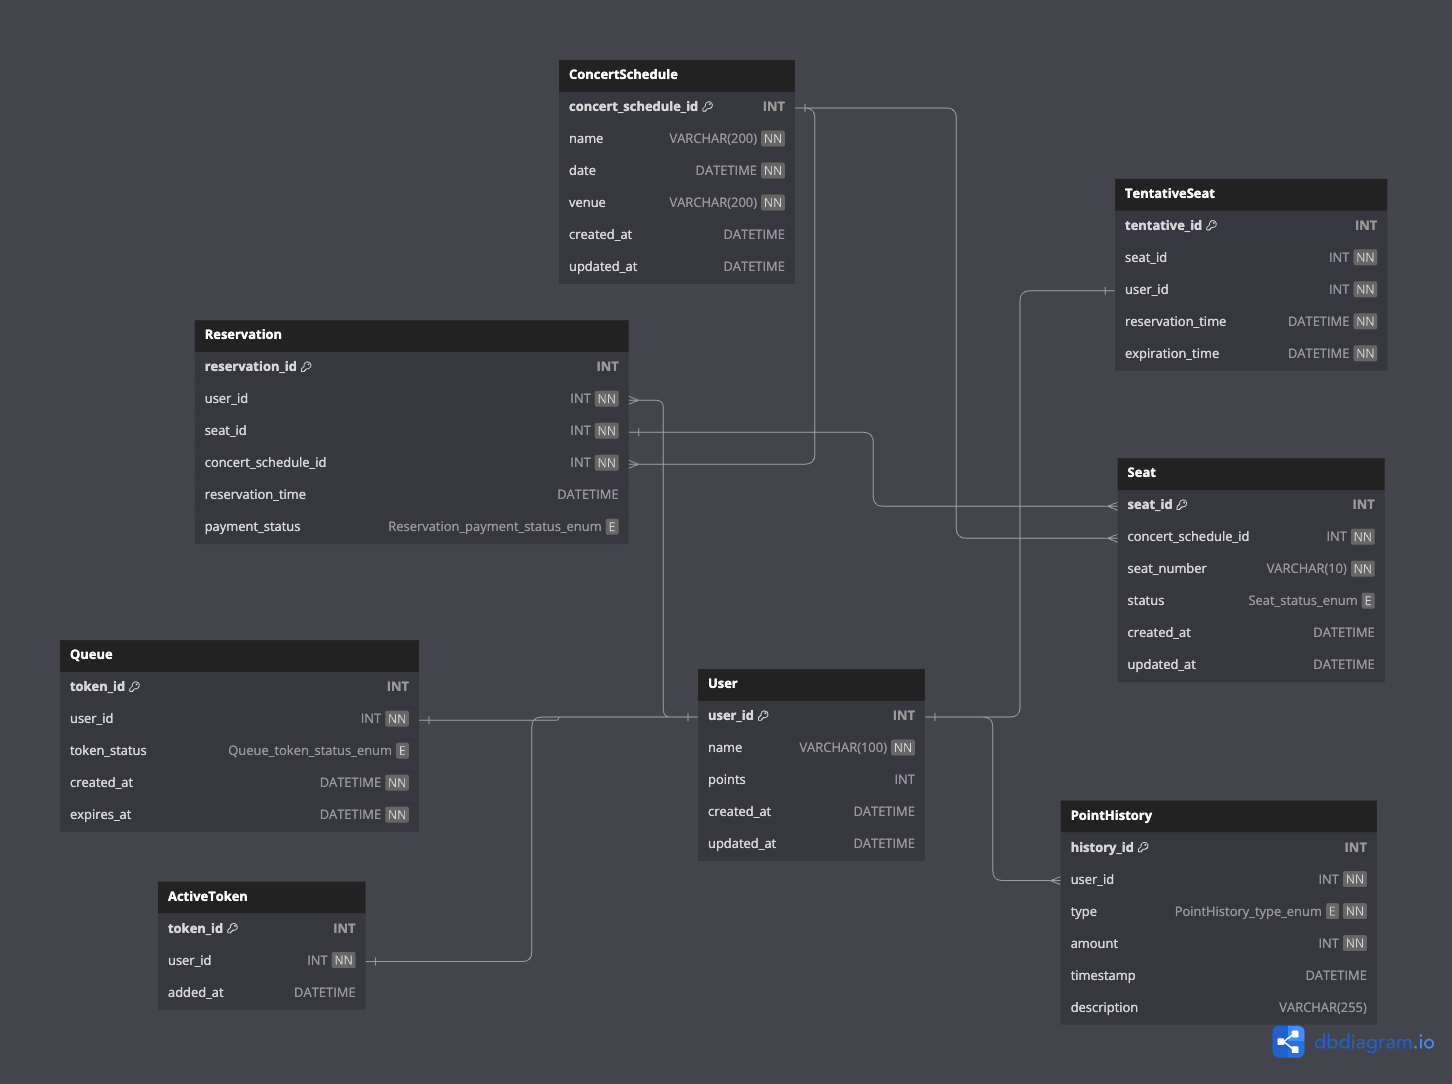 ConcertSchedule
concert_schedule_id INT
name VARCHAR(200) NN
date DATETIME NN
venue VARCHAR(200) NN
created_at DATETIME
updated_at DATETIME
TentativeSeat
tentative_id INT
seat_id INT NN
user_id INT NN
reservation_time DATETIME NN
expiration_time DATETIME NN
Reservation
reservation_id INT
user_id INT NN
seat_id INT NN
concert_schedule_id INT NN
reservation_time DATETIME
payment_status Reservation_payment_status_enum E
Seat
seat_id INT
concert_schedule_id INT NN
seat_number VARCHAR(10) NN
status Seat_status_enum E
created_at DATETIME
updated_at DATETIME
Queue
token_id INT
user_id INT NN
token_status Queue_token_status_enum E
created_at DATETIME NN
expires_at DATETIME NN
User
user_id INT
name VARCHAR(100) NN
points INT
created_at DATETIME
updated_at DATETIME
PointHistory
history_id INT
user_id INT NN
type PointHistory_type_enum E NN
amount INT NN
timestamp DATETIME
description VARCHAR(255)
ActiveToken
token_id INT
user_id INT NN
added_at DATETIME
dbdiagram.io